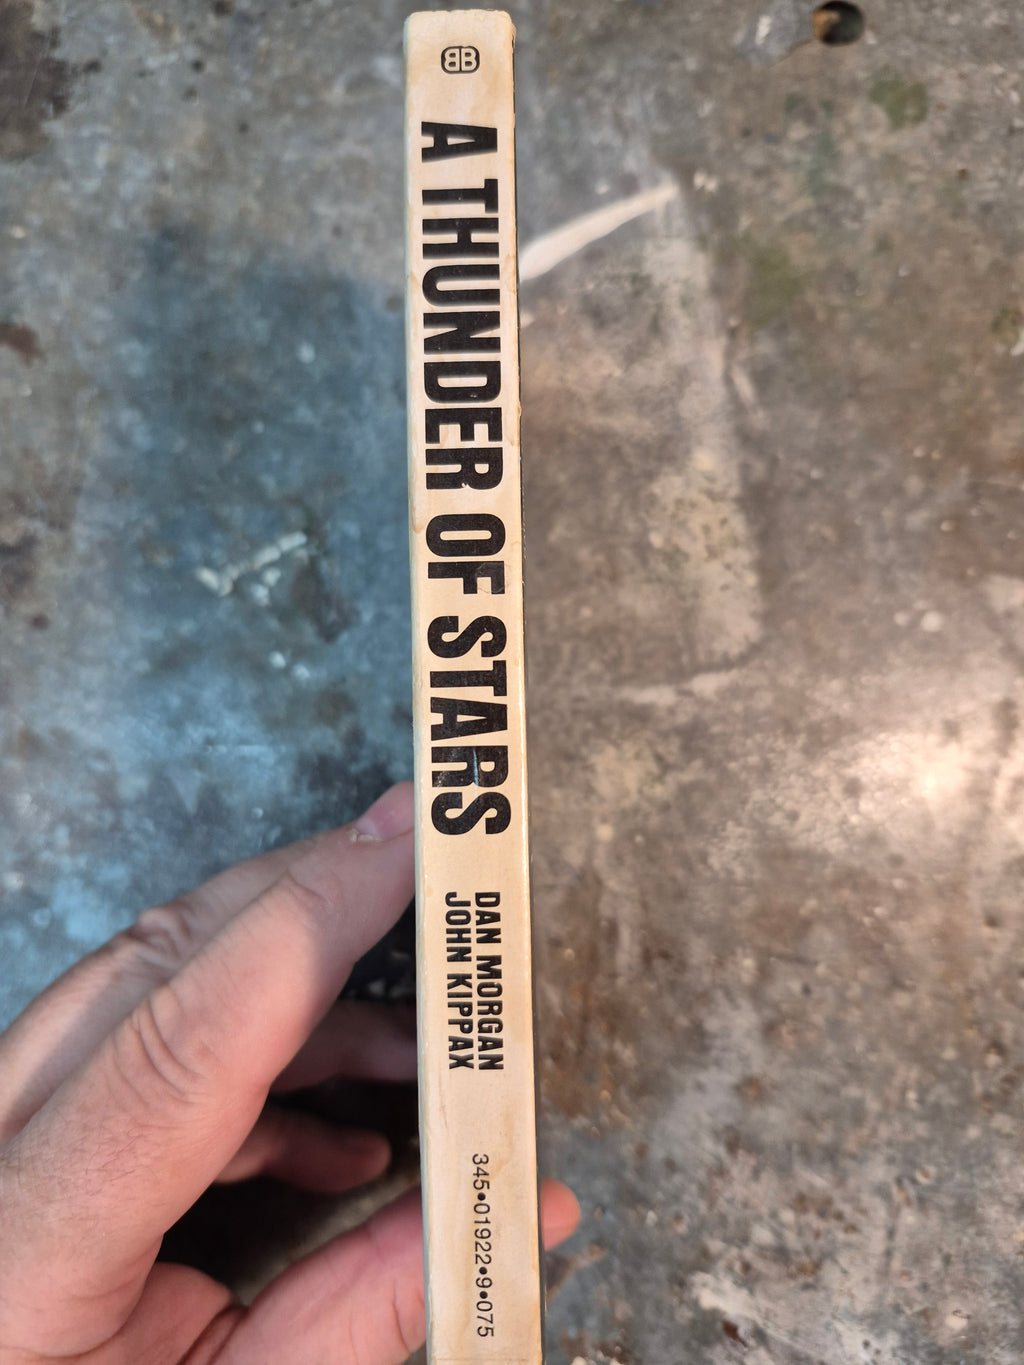 BB
A THUNDER OF STARS
DAN MORGAN
JOHN KIPPAX
345•01922•9•075